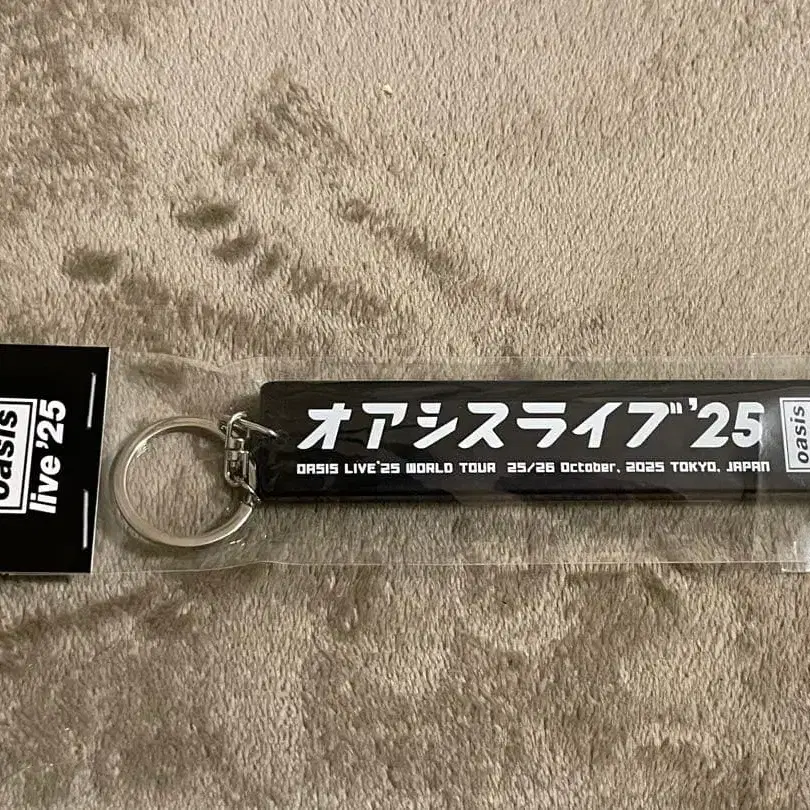 oasis
live '25
オアシスライブ'25
OASIS LIVE'25 WORLD TOUR 25/26 October, 2025 TOKYO, JAPAN
oasis